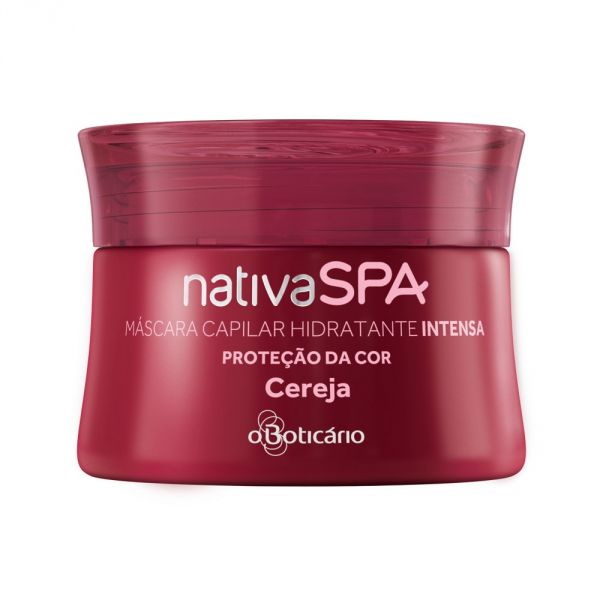 nativaSPA
MÁSCARA CAPILAR HIDRATANTE INTENSA
PROTEÇÃO DA COR
Cereja
oBoticário